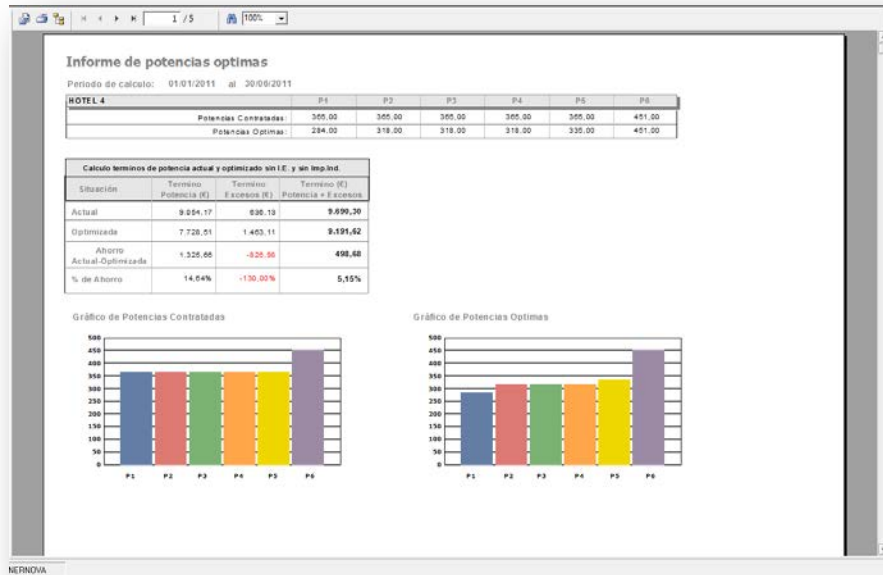 1 /5 100%
Informe de potencias optimas
Periodo de calculo: 01/01/2011 al 30/06/2011
HOTEL 4 P1 P2 P3 P4 P5 P6
Potencias Contratadas: 365,00 365,00 365,00 365,00 365,00 451,00
Potencias Optimas: 284,00 318,00 318,00 318,00 335,00 451,00
Calculo terminos de potencia actual y optimizado sin I.E. y sin Imp.Ind.
Situación Termino Potencia (€) Termino Excesos (€) Termino (€) Potencia + Excesos
Actual 9.054,17 636,13 9.690,30
Optimizada 7.728,51 1.463,11 9.191,62
Ahorro Actual-Optimizada 1.325,66 -826,98 498,68
% de Ahorro 14,64% -130,00% 5,15%
Gráfico de Potencias Contratadas
500
450
400
350
300
250
200
150
100
50
0
P1 P2 P3 P4 P5 P6
Gráfico de Potencias Optimas
500
450
400
350
300
250
200
150
100
50
0
P1 P2 P3 P4 P5 P6
NERNOVA